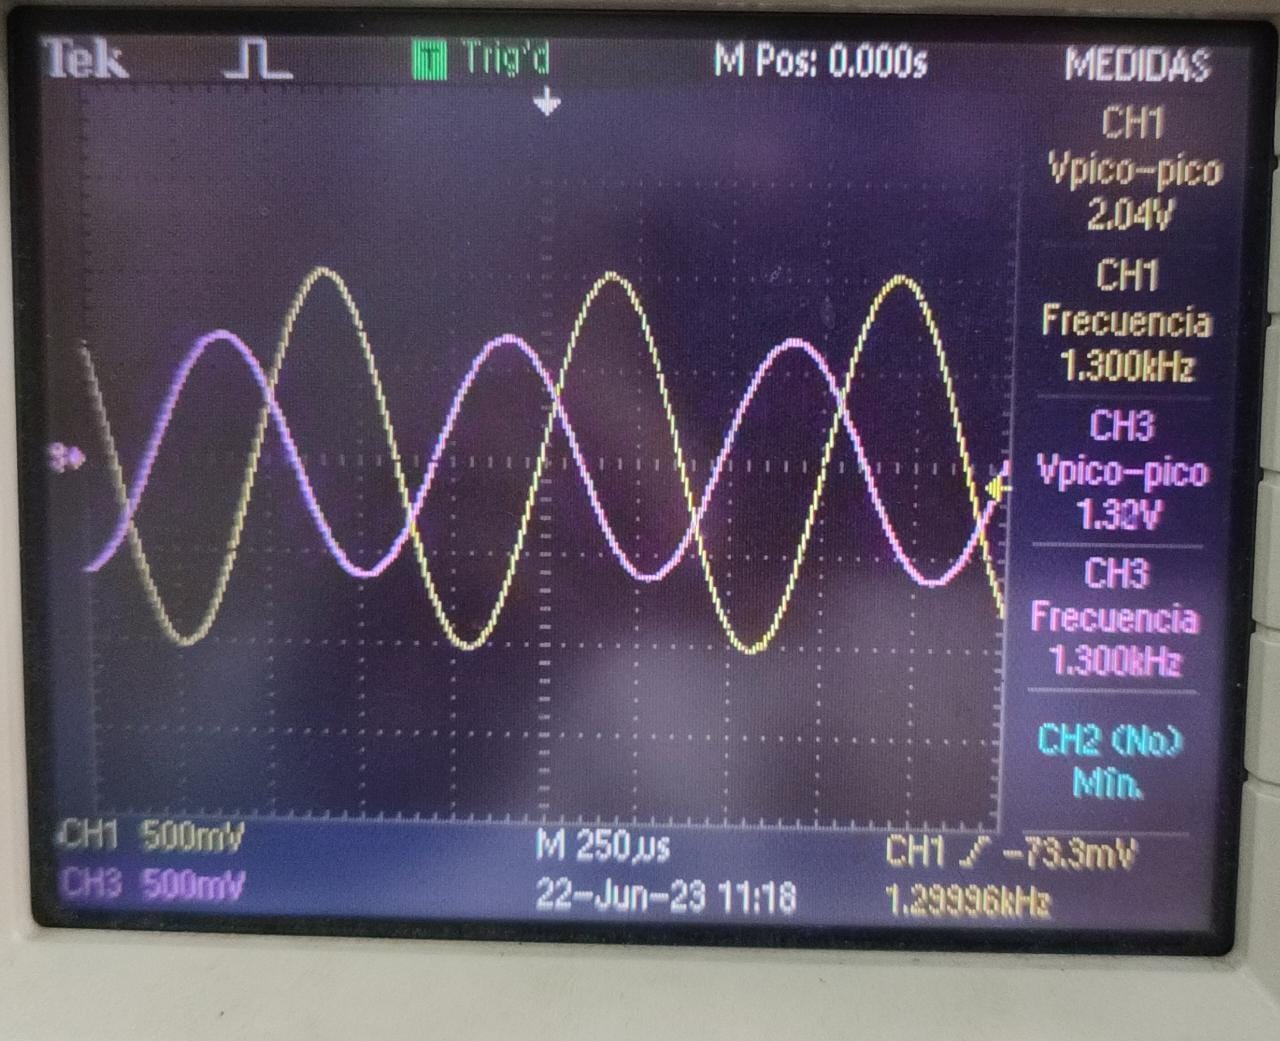 Tek
T Trig'd
M Pos: 0.000s
MEDIDAS
CH1
Vpico-pico
2.04V
CH1
Frecuencia
1.300kHz
CH3
Vpico-pico
1.32V
CH3
Frecuencia
1.300kHz
CH2 (No)
Mín.
CH1 500mV
M 250µs
CH1 -73.3mV
CH3 500mV
22-Jun-23 11:18
1.29996kHz